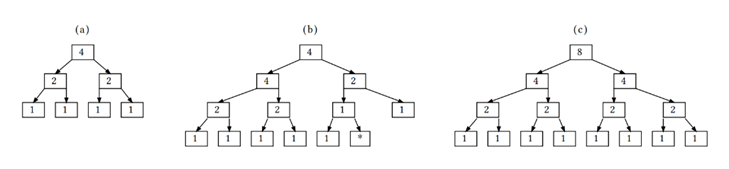 (a) (b) (c)
4 4 8
2 2 4 2 4 4
1 1 1 1 2 2 1 1 2 2 2 2
1 1 1 1 1 * 1 1 1 1 1 1 1 1